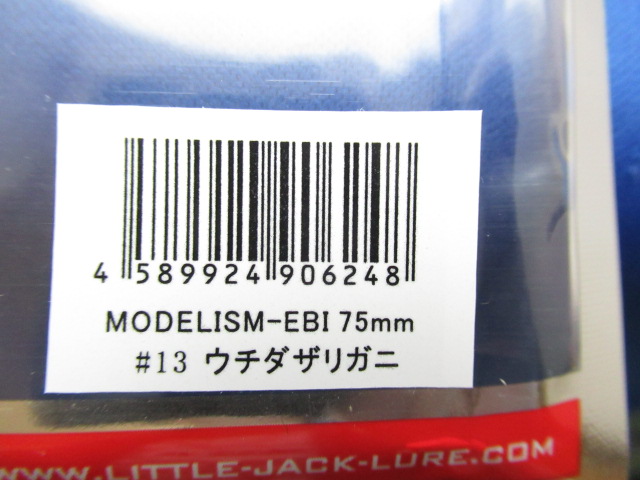 4 589924 906248
MODELISM-EBI 75mm
#13 ウチダザリガニ
WWW.LITTLE-JACK-LURE.COM